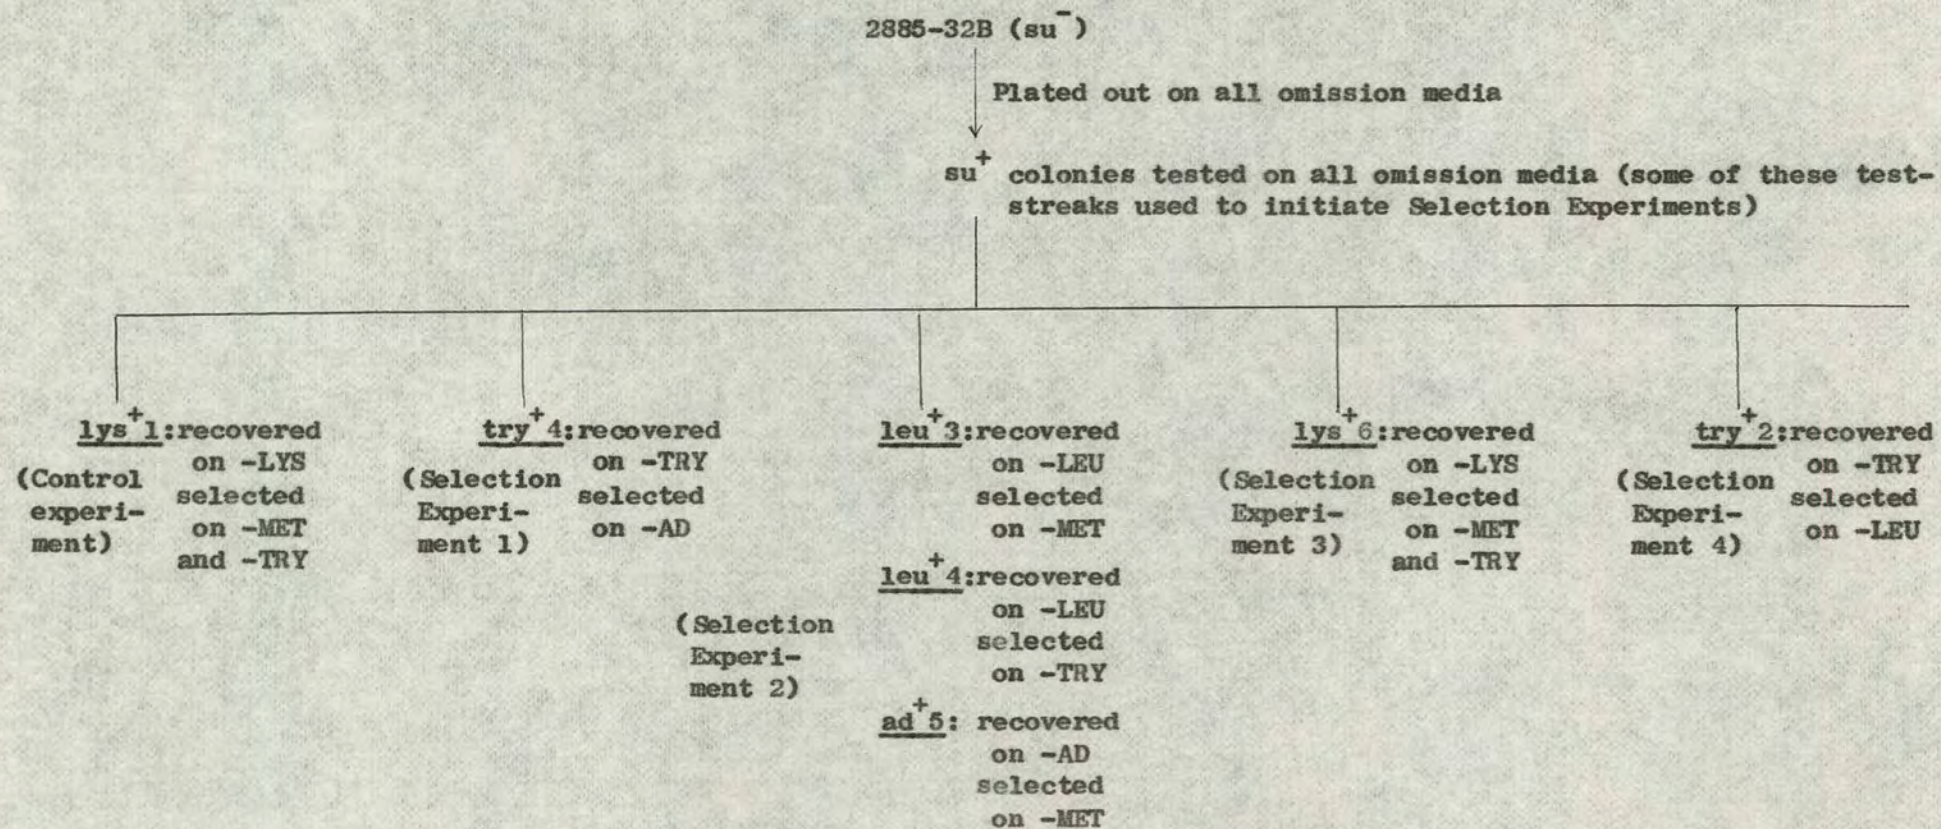 2885-32B (su⁻)
Plated out on all omission media
su⁺ colonies tested on all omission media (some of these test-
streaks used to initiate Selection Experiments)
lys⁺1:recovered
on -LYS
selected
on -MET
and -TRY
(Control
experi-
ment)
try⁺4:recovered
on -TRY
selected
on -AD
(Selection
Experi-
ment 1)
leu⁺3:recovered
on -LEU
selected
on -MET
leu⁺4:recovered
on -LEU
selected
on -TRY
ad⁺5: recovered
on -AD
selected
on -MET
(Selection
Experi-
ment 2)
lys⁺6:recovered
on -LYS
selected
on -MET
and -TRY
(Selection
Experi-
ment 3)
try⁺2:recovered
on -TRY
selected
on -LEU
(Selection
Experi-
ment 4)